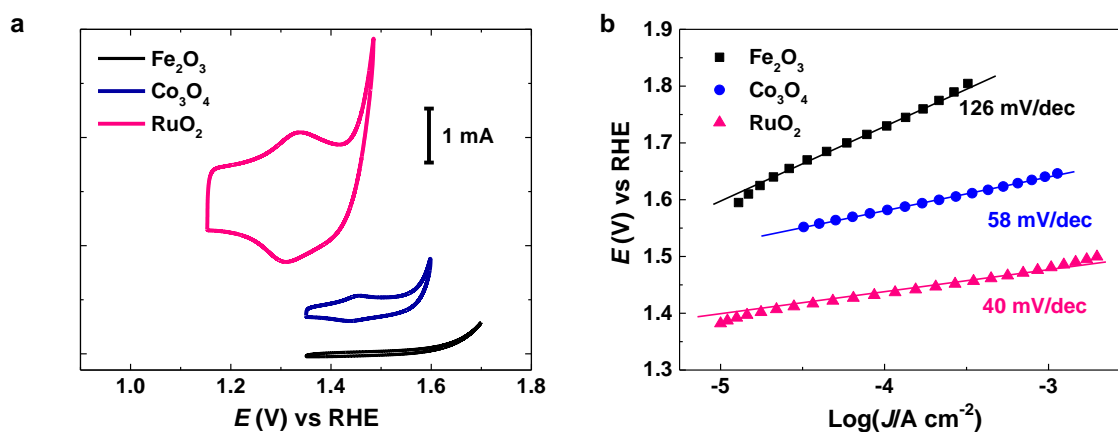 a
Fe₂O₃
Co₃O₄
RuO₂
1 mA
1.0 1.2 1.4 1.6 1.8
E (V) vs RHE
b
1.9
1.8
1.7
1.6
1.5
1.4
1.3
E (V) vs RHE
Fe₂O₃
Co₃O₄
RuO₂
126 mV/dec
58 mV/dec
40 mV/dec
-5 -4 -3
Log(J/A cm⁻²)